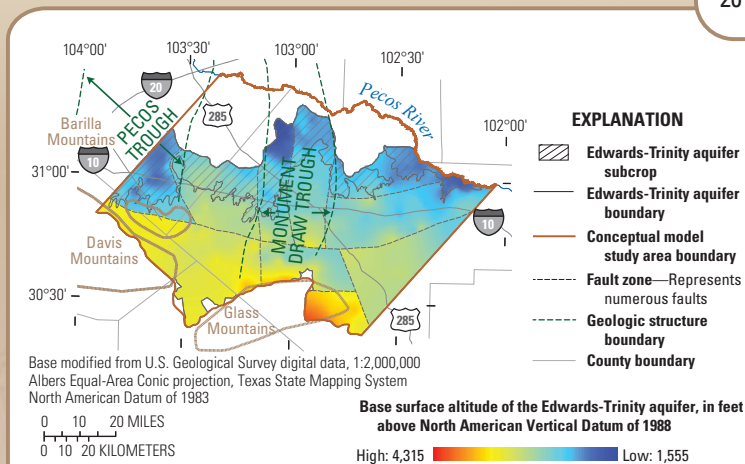 20
104°00'
103°30'
103°00'
102°30'
102°00'
31°00'
30°30'
20
285
Pecos River
PECOS
TROUGH
Barilla
Mountains
10
MONUMENT
DRAW TROUGH
10
Davis
Mountains
Glass
Mountains
285
EXPLANATION
Edwards-Trinity aquifer
subcrop
Edwards-Trinity aquifer
boundary
Conceptual model
study area boundary
Fault zone—Represents
numerous faults
Geologic structure
boundary
County boundary
Base modified from U.S. Geological Survey digital data, 1:2,000,000
Albers Equal-Area Conic projection, Texas State Mapping System
North American Datum of 1983
0 10 20 MILES
0 10 20 KILOMETERS
Base surface altitude of the Edwards-Trinity aquifer, in feet
above North American Vertical Datum of 1988
High: 4,315 Low: 1,555